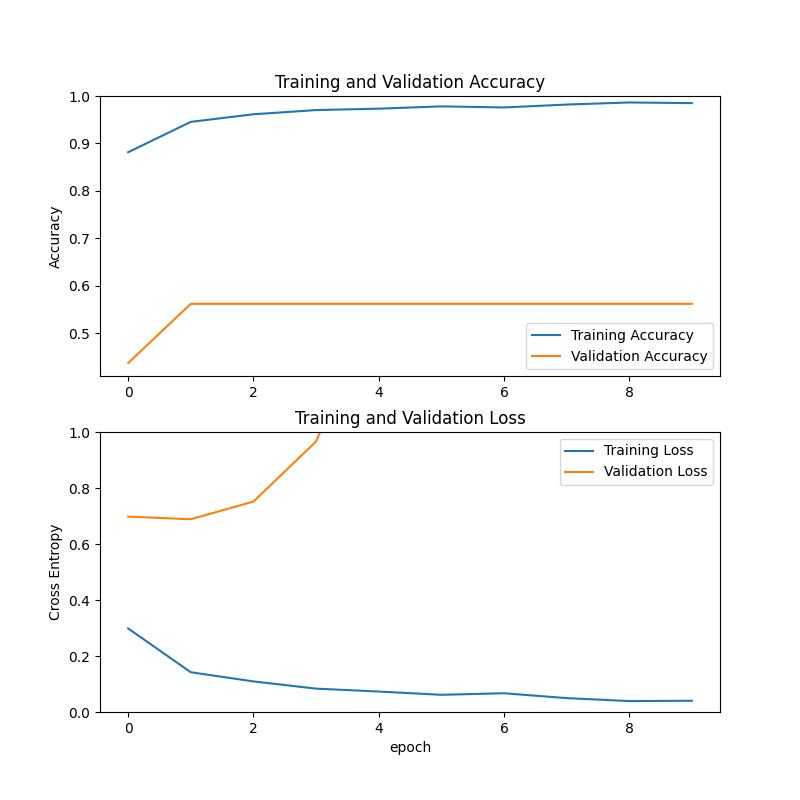 Training and Validation Accuracy
Accuracy
1.0
0.9
0.8
0.7
0.6
0.5
Training Accuracy
Validation Accuracy
0 2 4 6 8
Training and Validation Loss
Cross Entropy
1.0
0.8
0.6
0.4
0.2
0.0
Training Loss
Validation Loss
0 2 4 6 8
epoch